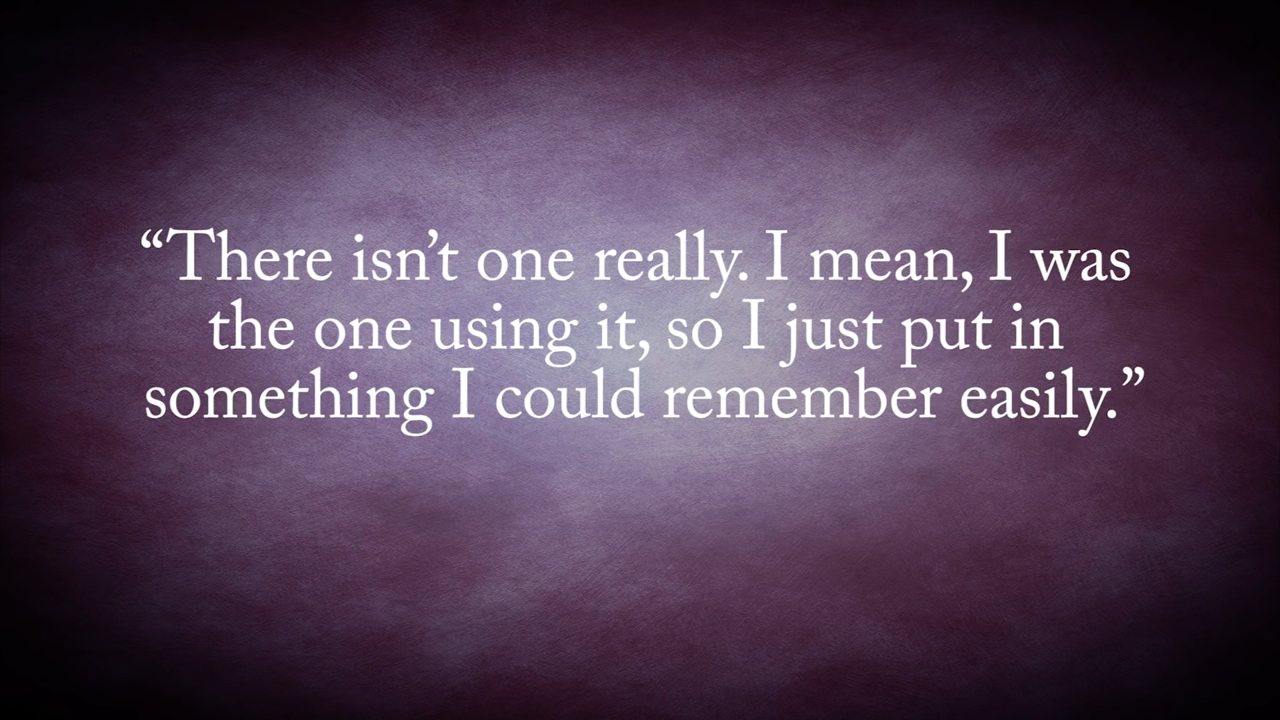 “There isn’t one really. I mean, I was
the one using it, so I just put in
something I could remember easily.”